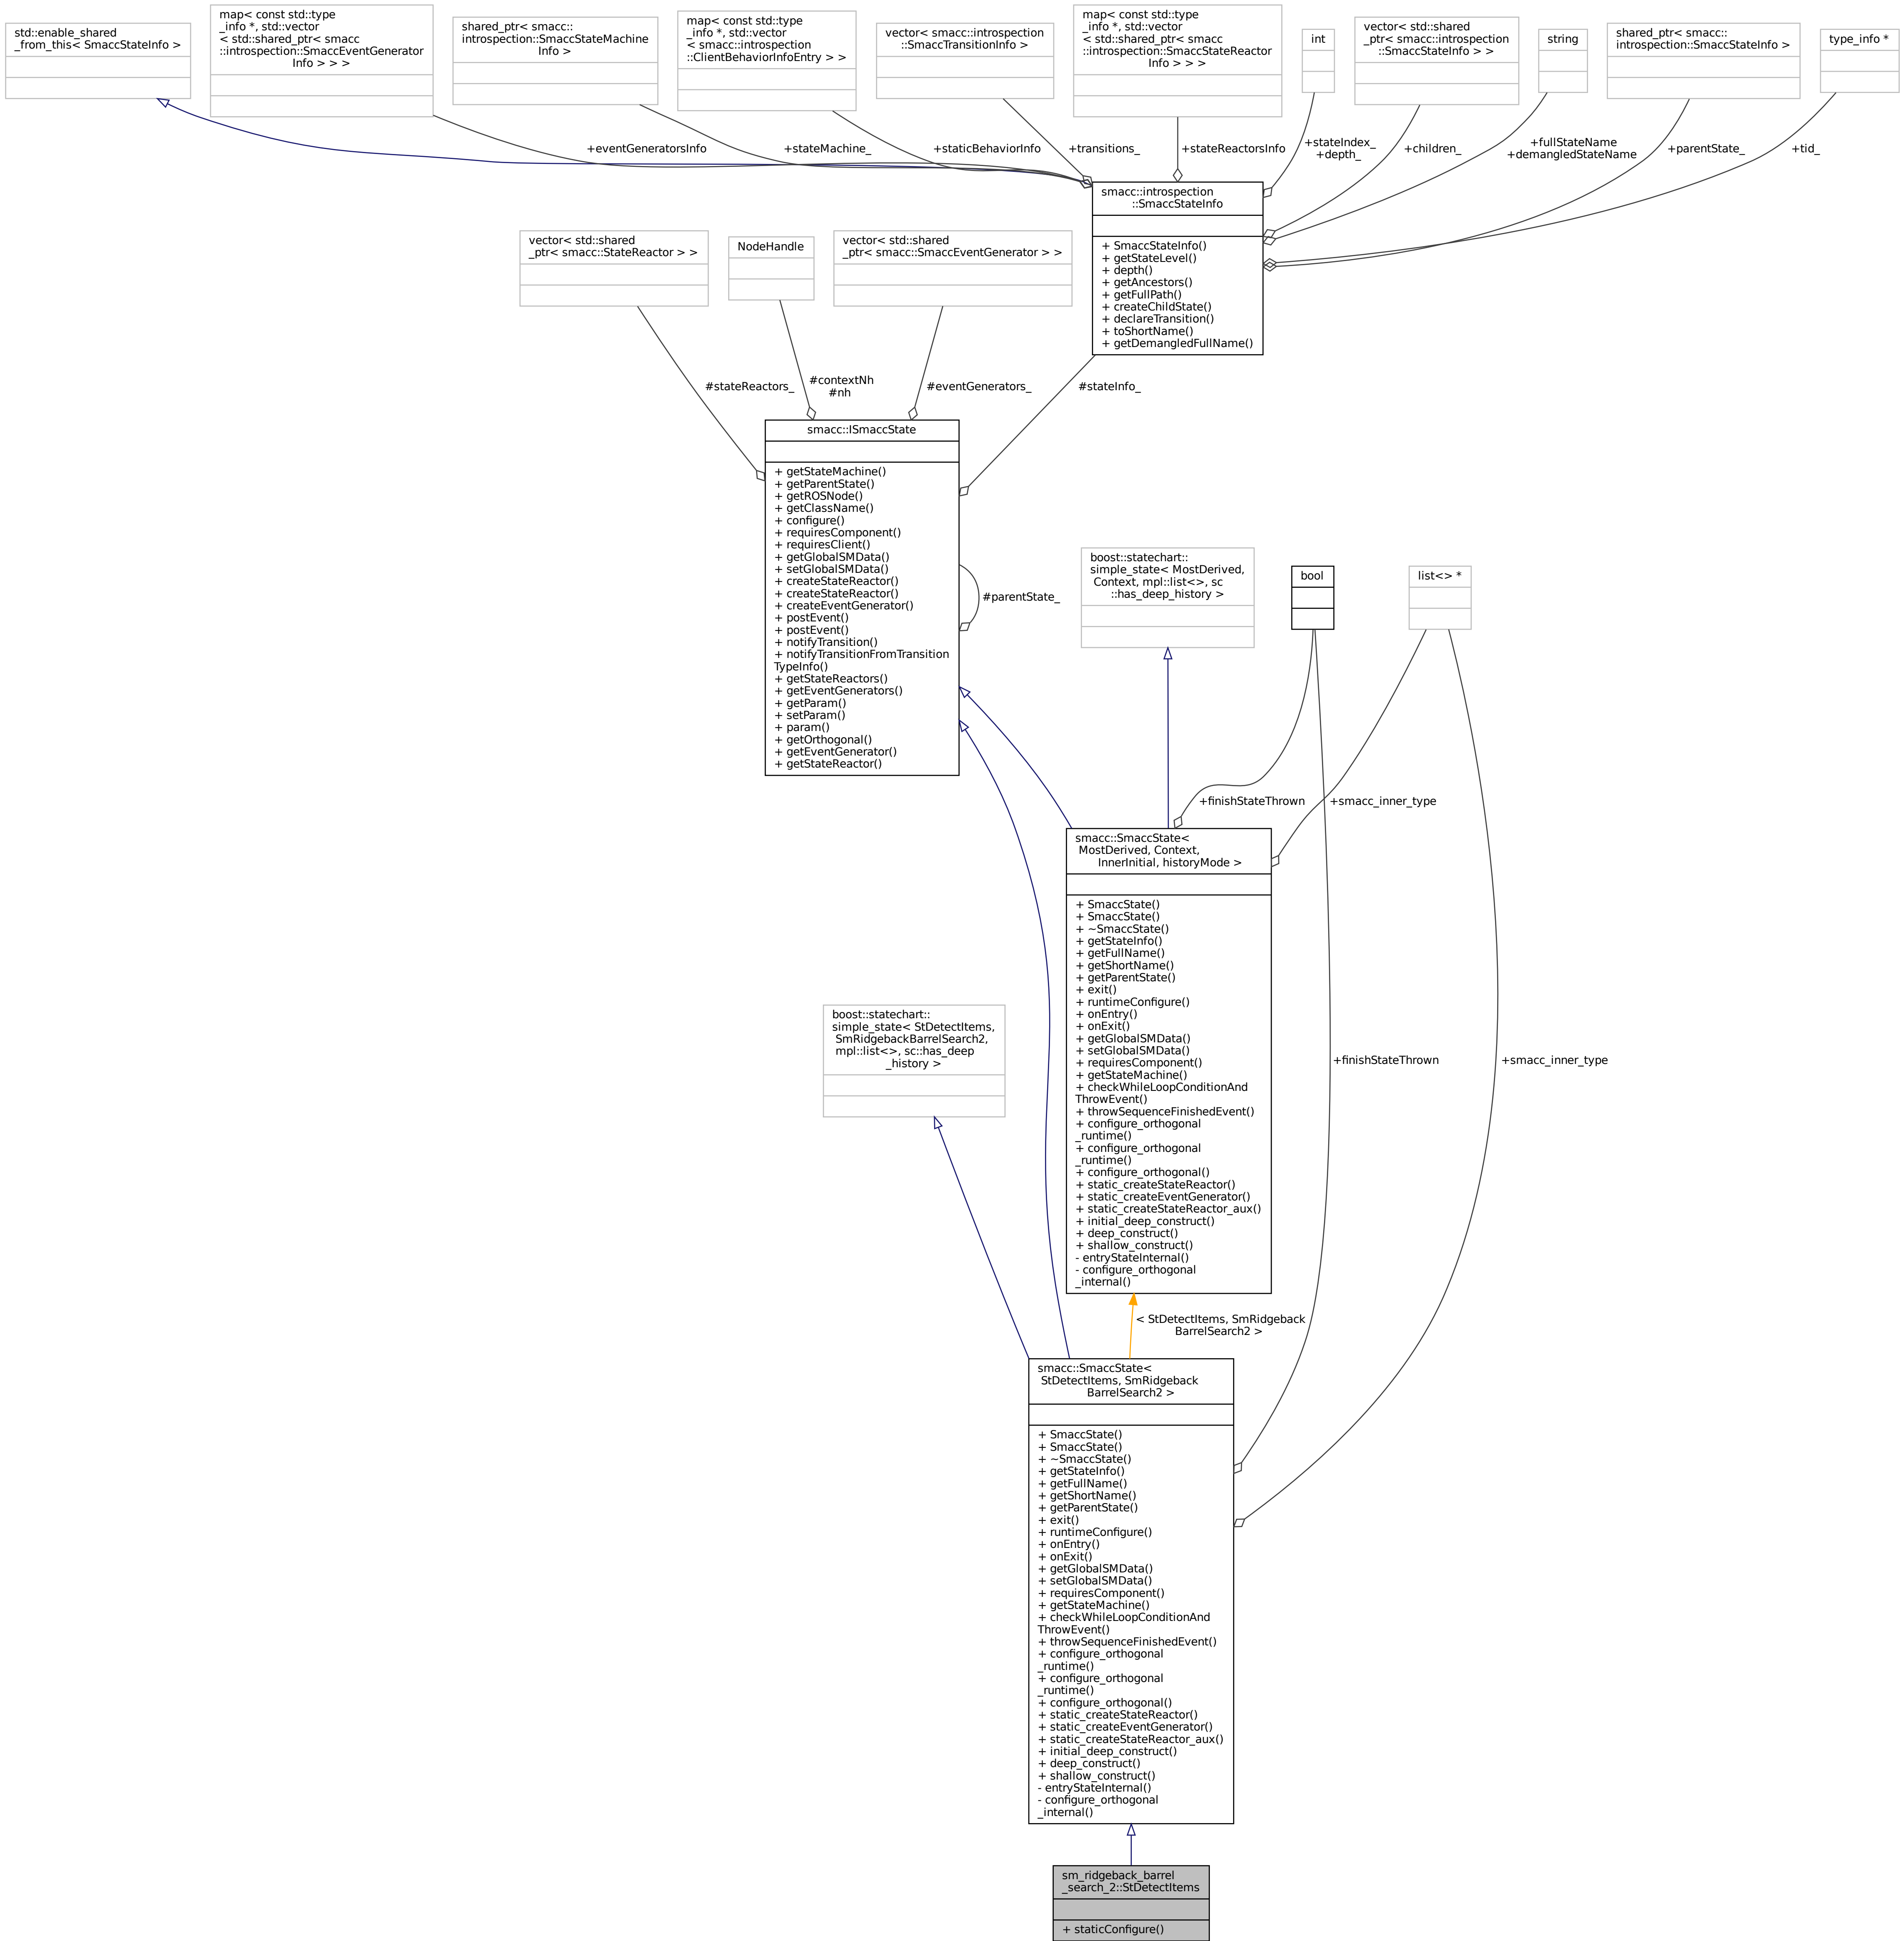 std::enable_shared
_from_this< SmaccStateInfo >
map< const std::type
_info *, std::vector
< std::shared_ptr< smacc
::introspection::SmaccEventGenerator
Info > > >
shared_ptr< smacc::
introspection::SmaccStateMachine
Info >
map< const std::type
_info *, std::vector
< smacc::introspection
::ClientBehaviorInfoEntry > >
vector< smacc::introspection
::SmaccTransitionInfo >
map< const std::type
_info *, std::vector
< std::shared_ptr< smacc
::introspection::SmaccStateReactor
Info > > >
int
vector< std::shared
_ptr< smacc::introspection
::SmaccStateInfo > >
string
shared_ptr< smacc::
introspection::SmaccStateInfo >
type_info *
+eventGeneratorsInfo
+stateMachine_
+staticBehaviorInfo
+transitions_
+stateReactorsInfo
+stateIndex_
+depth_
+children_
+fullStateName
+demangledStateName
+parentState_
+tid_
smacc::introspection
::SmaccStateInfo
+ SmaccStateInfo()
+ getStateLevel()
+ depth()
+ getAncestors()
+ getFullPath()
+ createChildState()
+ declareTransition()
+ toShortName()
+ getDemangledFullName()
vector< std::shared
_ptr< smacc::StateReactor > >
NodeHandle
vector< std::shared
_ptr< smacc::SmaccEventGenerator > >
#stateReactors_
#contextNh
#nh
#eventGenerators_
#stateInfo_
smacc::ISmaccState
+ getStateMachine()
+ getParentState()
+ getROSNode()
+ getClassName()
+ configure()
+ requiresComponent()
+ requiresClient()
+ getGlobalSMData()
+ setGlobalSMData()
+ createStateReactor()
+ createStateReactor()
+ createEventGenerator()
+ postEvent()
+ postEvent()
+ notifyTransition()
+ notifyTransitionFromTransition
TypeInfo()
+ getStateReactors()
+ getEventGenerators()
+ getParam()
+ setParam()
+ param()
+ getOrthogonal()
+ getEventGenerator()
+ getStateReactor()
#parentState_
boost::statechart::
simple_state< MostDerived,
Context, mpl::list<>, sc
::has_deep_history >
bool
list<> *
+finishStateThrown
+smacc_inner_type
smacc::SmaccState<
MostDerived, Context,
InnerInitial, historyMode >
+ SmaccState()
+ SmaccState()
+ ~SmaccState()
+ getStateInfo()
+ getFullName()
+ getShortName()
+ getParentState()
+ exit()
+ runtimeConfigure()
+ onEntry()
+ onExit()
+ getGlobalSMData()
+ setGlobalSMData()
+ requiresComponent()
+ getStateMachine()
+ checkWhileLoopConditionAnd
ThrowEvent()
+ throwSequenceFinishedEvent()
+ configure_orthogonal
_runtime()
+ configure_orthogonal
_runtime()
+ configure_orthogonal()
+ static_createStateReactor()
+ static_createEventGenerator()
+ static_createStateReactor_aux()
+ initial_deep_construct()
+ deep_construct()
+ shallow_construct()
- entryStateInternal()
- configure_orthogonal
_internal()
boost::statechart::
simple_state< StDetectItems,
SmRidgebackBarrelSearch2,
mpl::list<>, sc::has_deep
_history >
+finishStateThrown
+smacc_inner_type
< StDetectItems, SmRidgeback
BarrelSearch2 >
smacc::SmaccState<
StDetectItems, SmRidgeback
BarrelSearch2 >
+ SmaccState()
+ SmaccState()
+ ~SmaccState()
+ getStateInfo()
+ getFullName()
+ getShortName()
+ getParentState()
+ exit()
+ runtimeConfigure()
+ onEntry()
+ onExit()
+ getGlobalSMData()
+ setGlobalSMData()
+ requiresComponent()
+ getStateMachine()
+ checkWhileLoopConditionAnd
ThrowEvent()
+ throwSequenceFinishedEvent()
+ configure_orthogonal
_runtime()
+ configure_orthogonal
_runtime()
+ configure_orthogonal()
+ static_createStateReactor()
+ static_createEventGenerator()
+ static_createStateReactor_aux()
+ initial_deep_construct()
+ deep_construct()
+ shallow_construct()
- entryStateInternal()
- configure_orthogonal
_internal()
sm_ridgeback_barrel
_search_2::StDetectItems
+ staticConfigure()